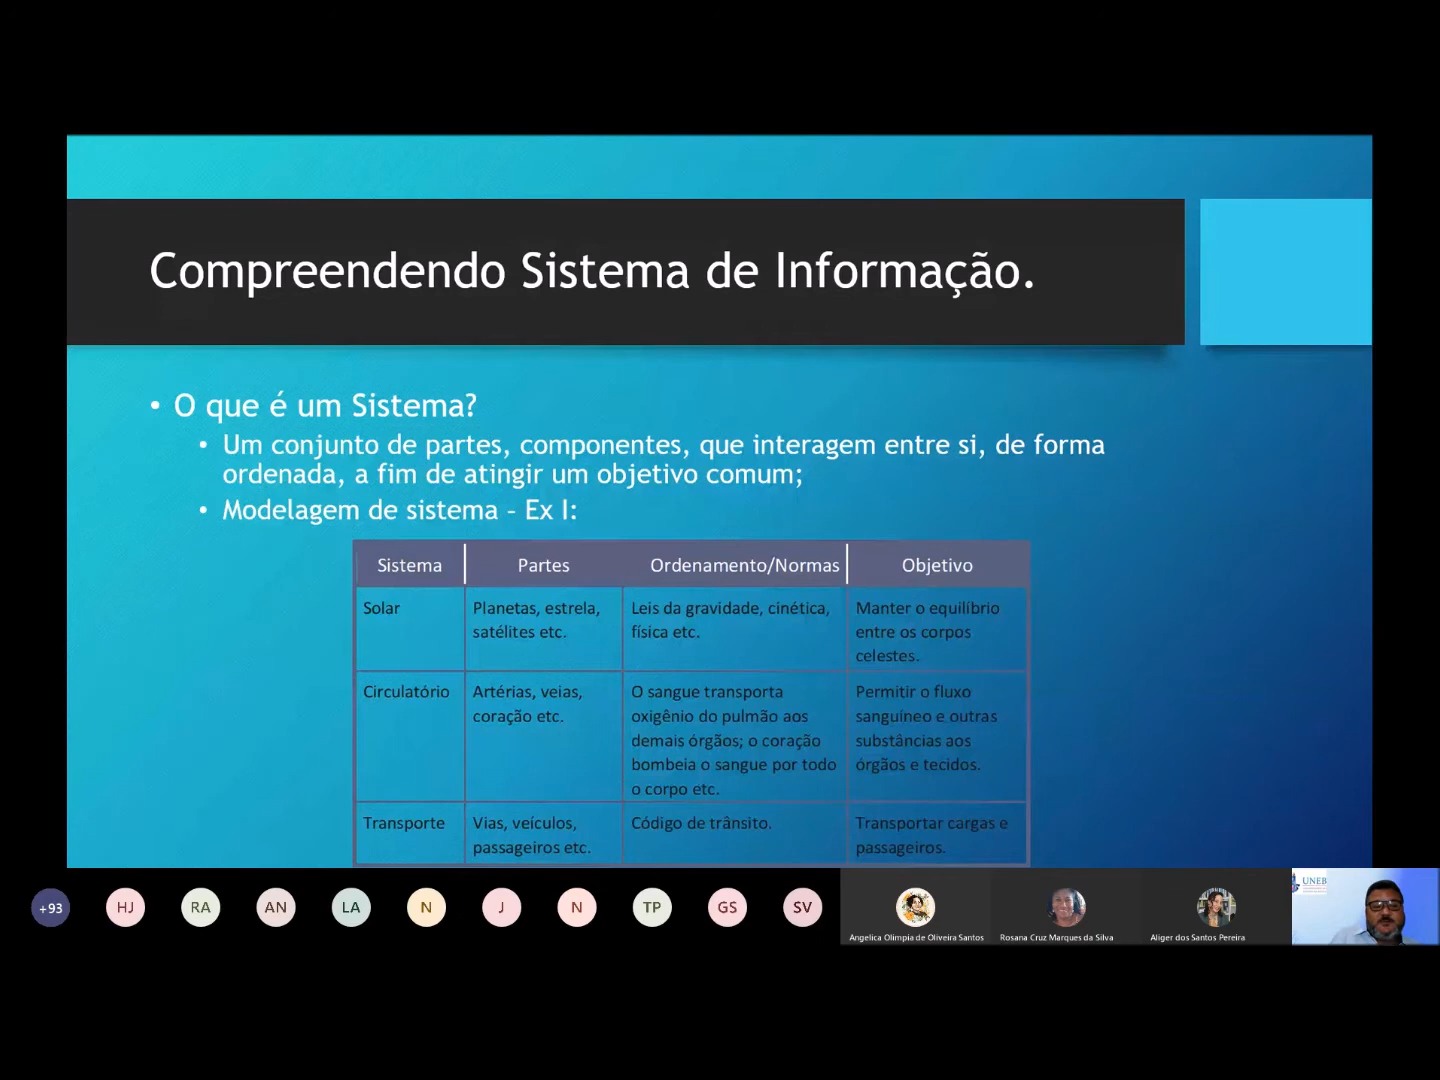 Compreendendo Sistema de Informação.
• O que é um Sistema?
• Um conjunto de partes, componentes, que interagem entre si, de forma
ordenada, a fim de atingir um objetivo comum;
• Modelagem de sistema – Ex I:
Sistema Partes Ordenamento/Normas Objetivo
Solar
Planetas, estrela,
satélites etc.
Leis da gravidade, cinética,
física etc.
Manter o equilíbrio
entre os corpos
celestes.
Circulatório
Artérias, veias,
coração etc.
O sangue transporta
oxigênio do pulmão aos
demais órgãos; o coração
bombeia o sangue por todo
o corpo etc.
Permitir o fluxo
sanguíneo e outras
substâncias aos
órgãos e tecidos.
Transporte
Vias, veículos,
passageiros etc.
Código de trânsito.
Transportar cargas e
passageiros.
+93 HJ RA AN LA N J N TP GS SV
Angelica Olimpia de Oliveira Santos
Rosana Cruz Marques da Silva
Aliger dos Santos Pereira
UNEB